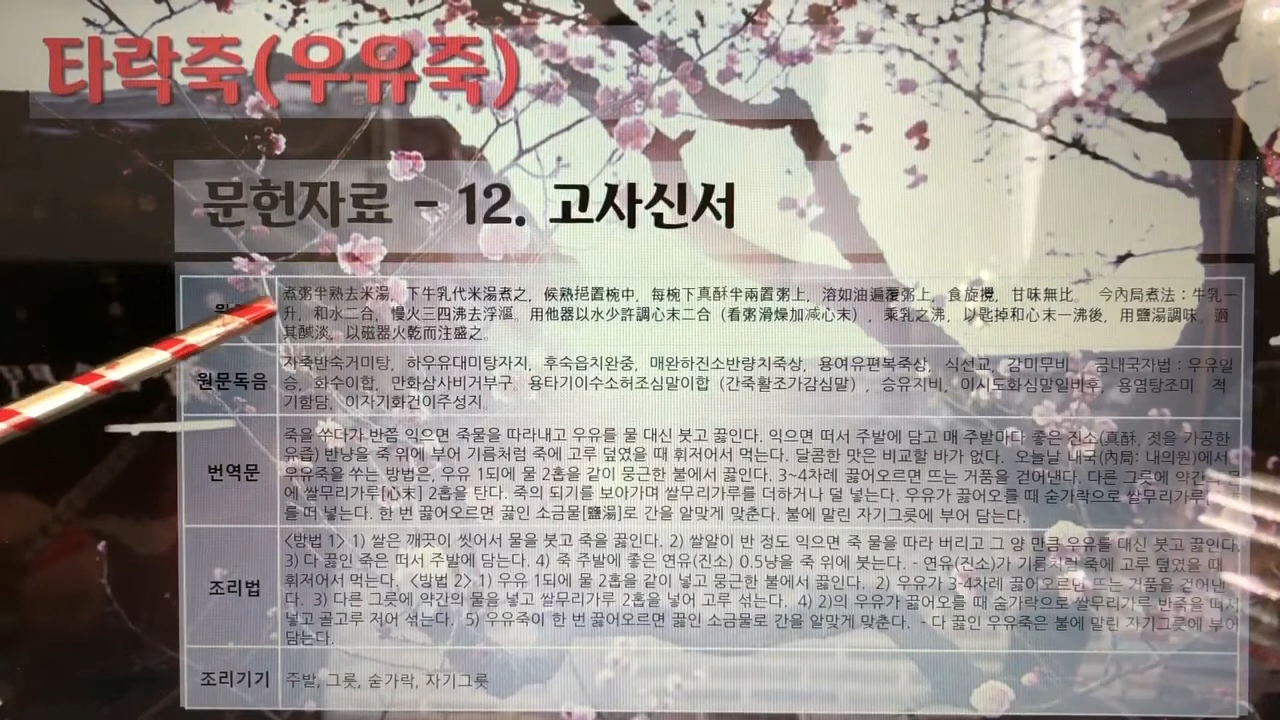 타락죽(우유죽)
문헌자료 - 12. 고사신서
煮粥半熟去米湯, 下牛乳代米湯煮之, 候熟挹置椀中, 每椀下真酥半兩置粥上, 溶如油遍覆粥上, 食旋攪, 甘味無比. 今內局煮法 : 牛乳一
升, 和水二合, 慢火三四沸去浮漚. 用他器以水少許調心末二合 (看粥滑燥加减心末) , 乘乳之沸, 以匙掉和心末一沸後, 用鹽湯調味. 適
其醎淡, 以磁器火乾而注盛之.
원문독음
자죽반숙거미탕, 하우유대미탕자지, 후숙읍치완중, 매완하진소반량치죽상, 용여유편복죽상, 식선교, 감미무비. 금내국자법 : 우유일
승, 화수이합, 만화삼사비거부구. 용타기이수소허조심말이합 (간죽활조가감심말) , 승유지비, 이시도화심말일비후, 용염탕조미. 적
기함담, 이자기화건이주성지.
번역문
죽을 쑤다가 반쯤 익으면 죽물을 따라내고 우유를 물 대신 붓고 끓인다. 익으면 떠서 주발에 담고 매 주발마다 좋은 진소(真酥, 젓을 가공한
유즙) 반냥을 죽 위에 부어 기름처럼 죽에 고루 덮였을 때 휘저어서 먹는다. 달콤한 맛은 비교할 바가 없다. 오늘날 내국(內局: 내의원)에서
우유죽을 쑤는 방법은, 우유 1되에 물 2홉을 같이 뭉근한 불에서 끓인다. 3~4차례 끓어오르면 뜨는 거품을 걷어낸다. 다른 그릇에 약간의 물
에 쌀무리가루[心末] 2홉을 탄다. 죽의 되기를 보아가며 쌀무리가루를 더하거나 덜 넣는다. 우유가 끓어오를 때 숟가락으로 쌀무리가루
를 떠 넣는다. 한 번 끓어오르면 끓인 소금물[鹽湯]로 간을 알맞게 맞춘다. 불에 말린 자기그릇에 부어 담는다.
조리법
<방법 1> 1) 쌀은 깨끗이 씻어서 물을 붓고 죽을 끓인다. 2) 쌀알이 반 정도 익으면 죽 물을 따라 버리고 그 양 만큼 우유를 대신 붓고 끓인다.
3) 다 끓인 죽은 떠서 주발에 담는다. 4) 죽 주발에 좋은 연유(진소) 0.5냥을 죽 위에 붓는다. - 연유(진소)가 기름처럼 죽에 고루 덮였을 때
휘저어서 먹는다. <방법 2> 1) 우유 1되에 물 2홉을 같이 넣고 뭉근한 불에서 끓인다. 2) 우유가 3-4차례 끓어오르면 뜨는 거품을 걷어낸
다. 3) 다른 그릇에 약간의 물을 넣고 쌀무리가루 2홉을 넣어 고루 섞는다. 4) 2)의 우유가 끓어오를 때 숟가락으로 쌀무리가루 반죽을 떠서
넣고 골고루 저어 섞는다. 5) 우유죽이 한 번 끓어오르면 끓인 소금물로 간을 알맞게 맞춘다. - 다 끓인 우유죽은 불에 말린 자기그릇에 부어
담는다.
조리기기
주발, 그릇, 숟가락, 자기그릇